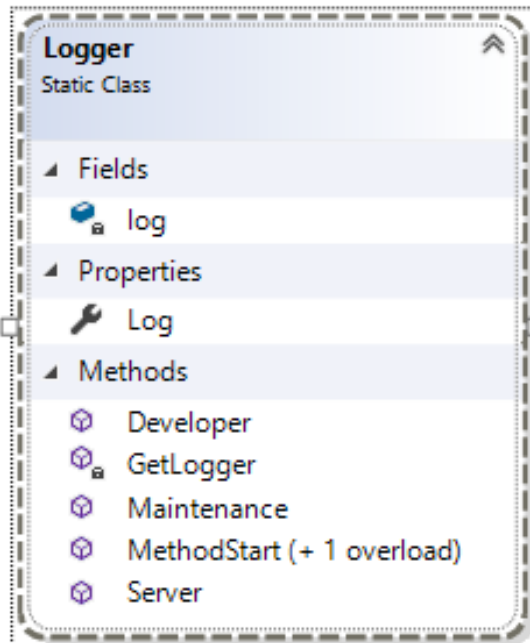 Logger
Static Class
Fields
log
Properties
Log
Methods
Developer
GetLogger
Maintenance
MethodStart (+ 1 overload)
Server